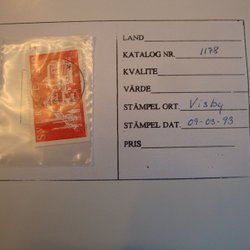 LAND
KATALOG NR. 1178
KVALITE
VÄRDE
STÄMPEL ORT. Visby
STÄMPEL DAT. 09-03-93
PRIS